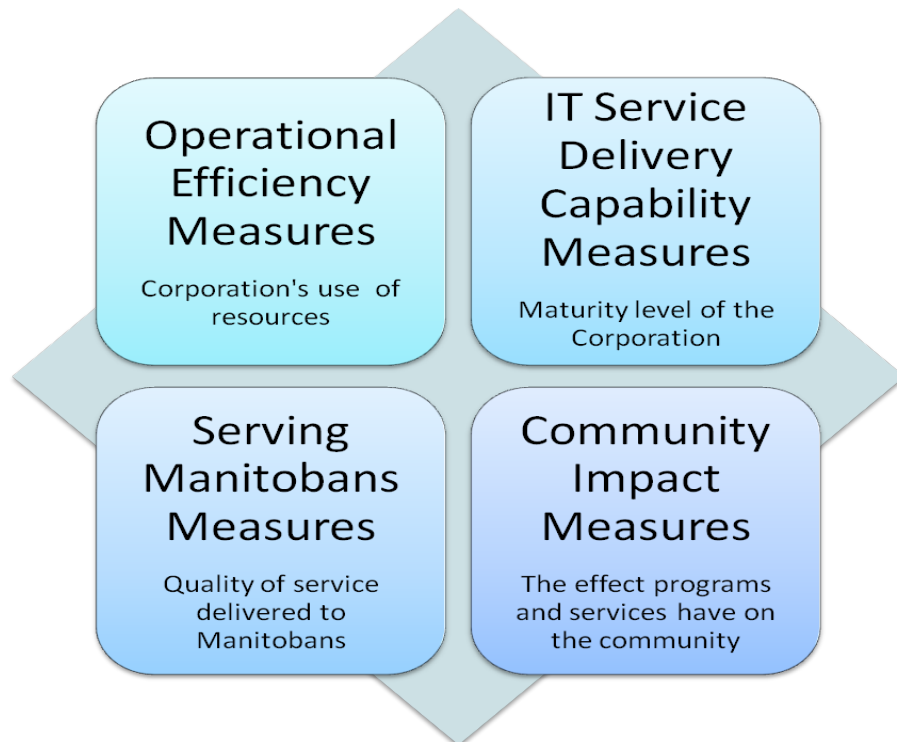 Operational
Efficiency
Measures
Corporation's use of
resources
IT Service
Delivery
Capability
Measures
Maturity level of the
Corporation
Serving
Manitobans
Measures
Quality of service
delivered to
Manitobans
Community
Impact
Measures
The effect programs
and services have on
the community